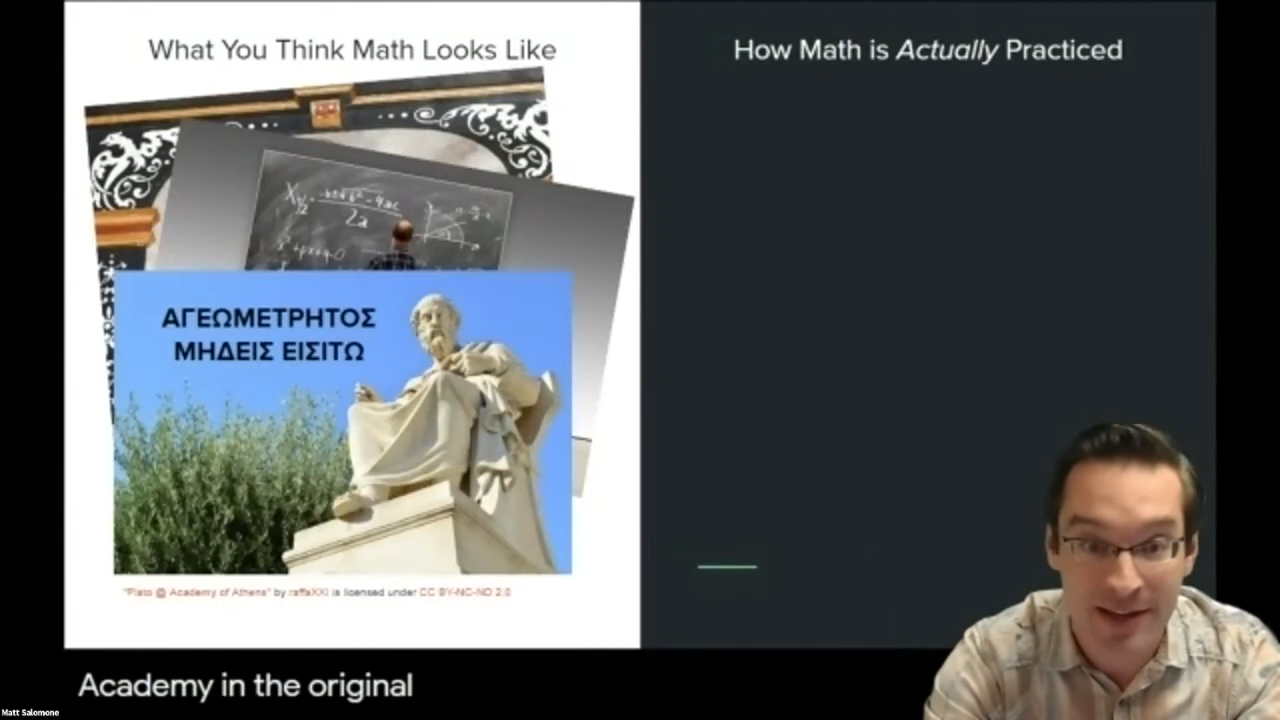 What You Think Math Looks Like
How Math is Actually Practiced
2a
ΑΓΕΩΜΕΤΡΗΤΟΣ
ΜΗΔΕΙΣ ΕΙΣΙΤΩ
"Plato @ Academy of Athens" by raffaXXI is licensed under CC BY-NC-ND 2.0
Academy in the original
Matt Salomone